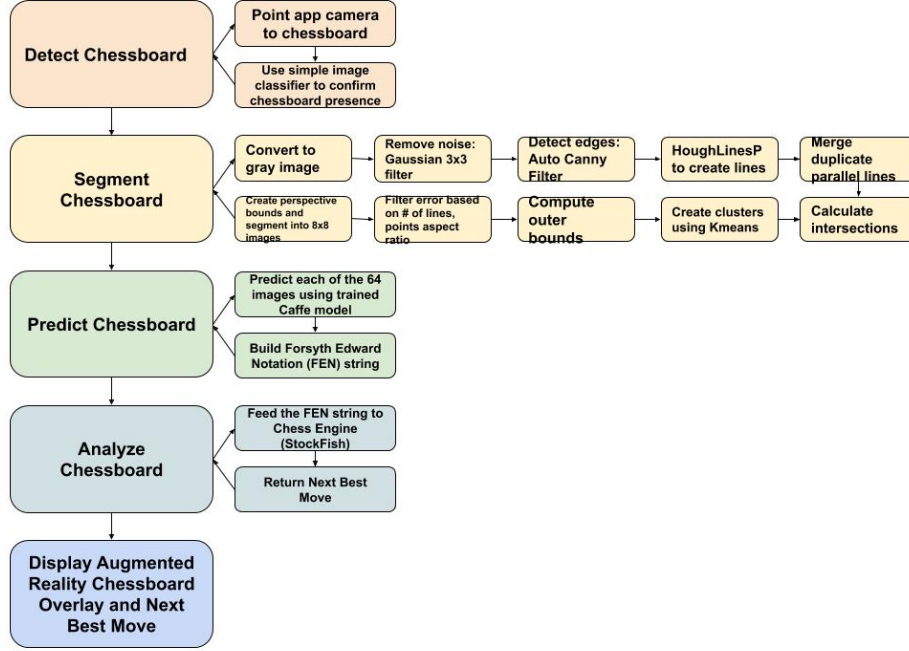 Detect Chessboard
Point app camera
to chessboard
Use simple image
classifier to confirm
chessboard presence
Segment
Chessboard
Convert to
gray image
Remove noise:
Gaussian 3x3
filter
Detect edges:
Auto Canny
Filter
HoughLinesP
to create lines
Merge
duplicate
parallel lines
Create perspective
bounds and
segment into 8x8
images
Filter error based
on # of lines,
points aspect
ratio
Compute
outer
bounds
Create clusters
using Kmeans
Calculate
intersections
Predict Chessboard
Predict each of the 64
images using trained
Caffe model
Build Forsyth Edward
Notation (FEN) string
Analyze
Chessboard
Feed the FEN string to
Chess Engine
(StockFish)
Return Next Best
Move
Display Augmented
Reality Chessboard
Overlay and Next
Best Move